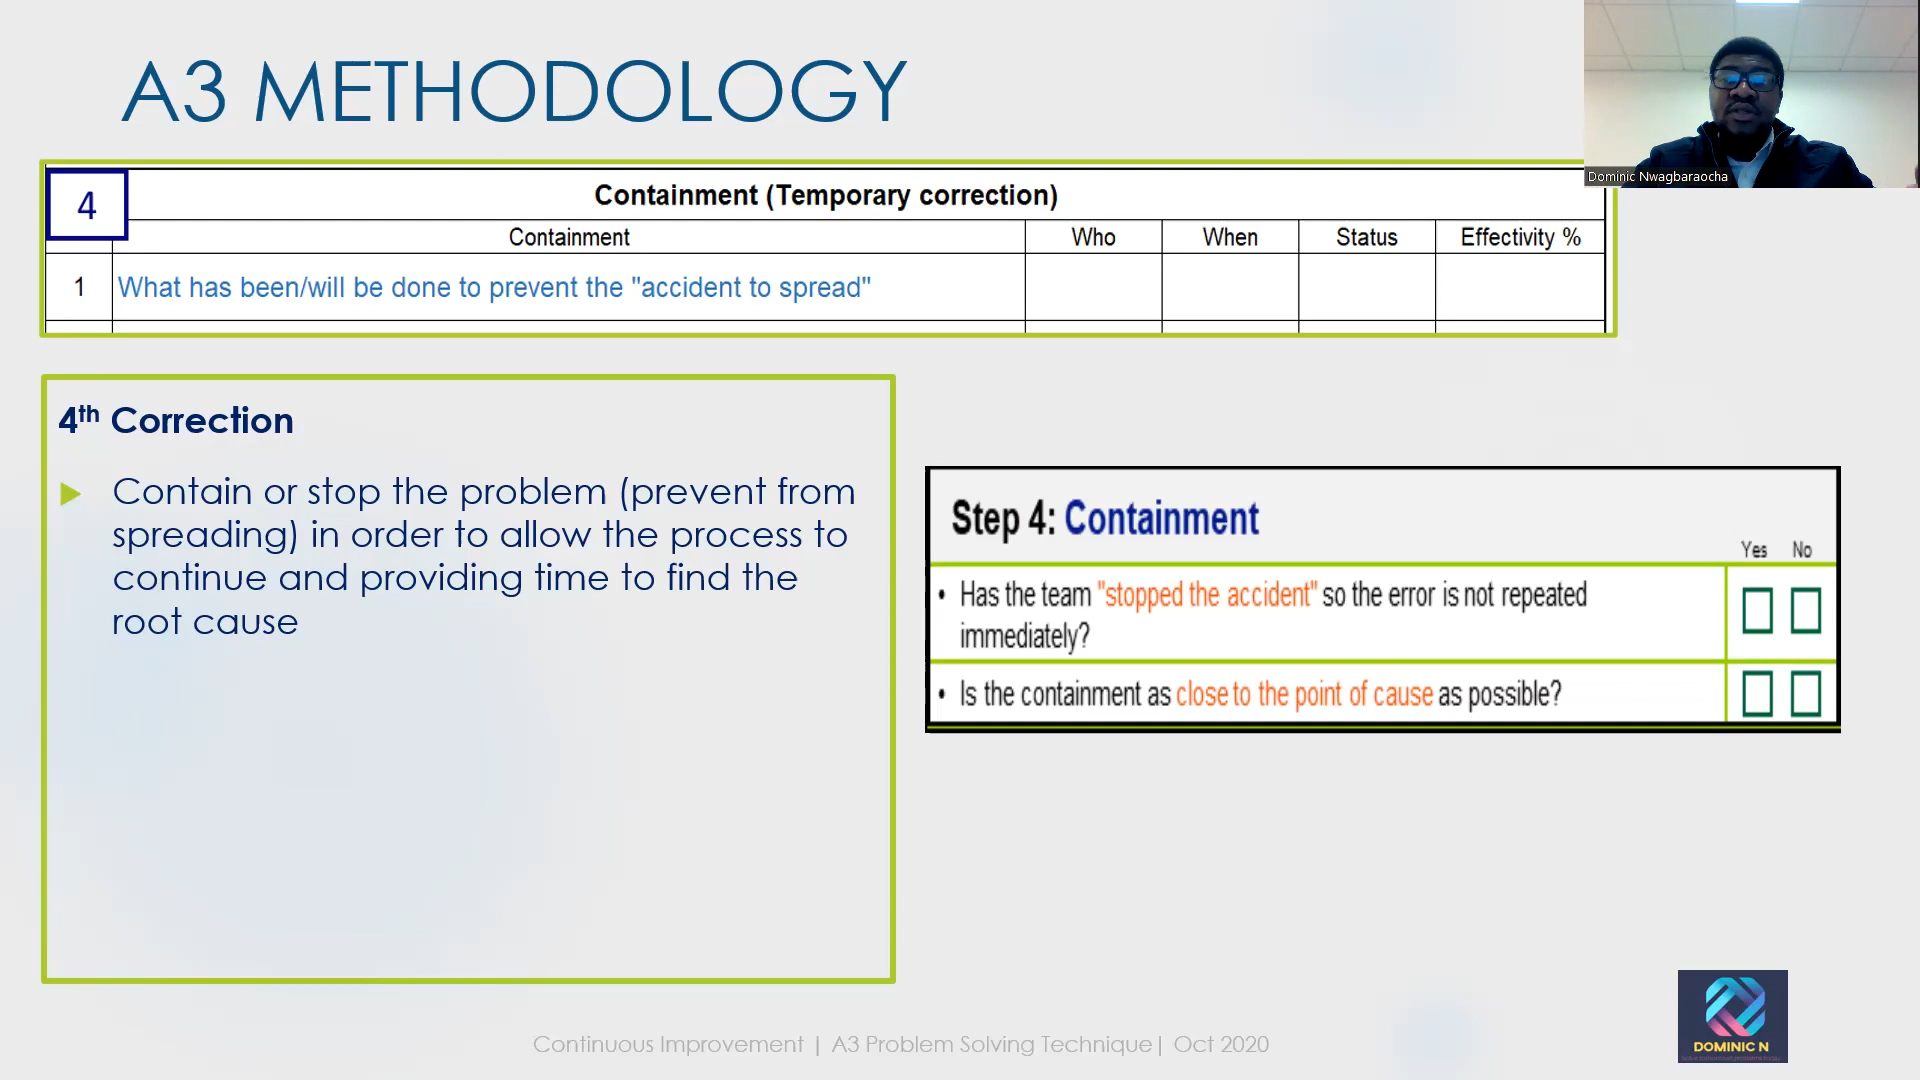 A3 METHODOLOGY
Dominic Nwagbaraocha
4
Containment (Temporary correction)
Containment Who When Status Effectivity %
1 What has been/will be done to prevent the "accident to spread"
4th Correction
Contain or stop the problem (prevent from
spreading) in order to allow the process to
continue and providing time to find the
root cause
Step 4: Containment
Yes No
• Has the team "stopped the accident" so the error is not repeated
immediately?
• Is the containment as close to the point of cause as possible?
DOMINIC N
Continuous Improvement | A3 Problem Solving Technique| Oct 2020